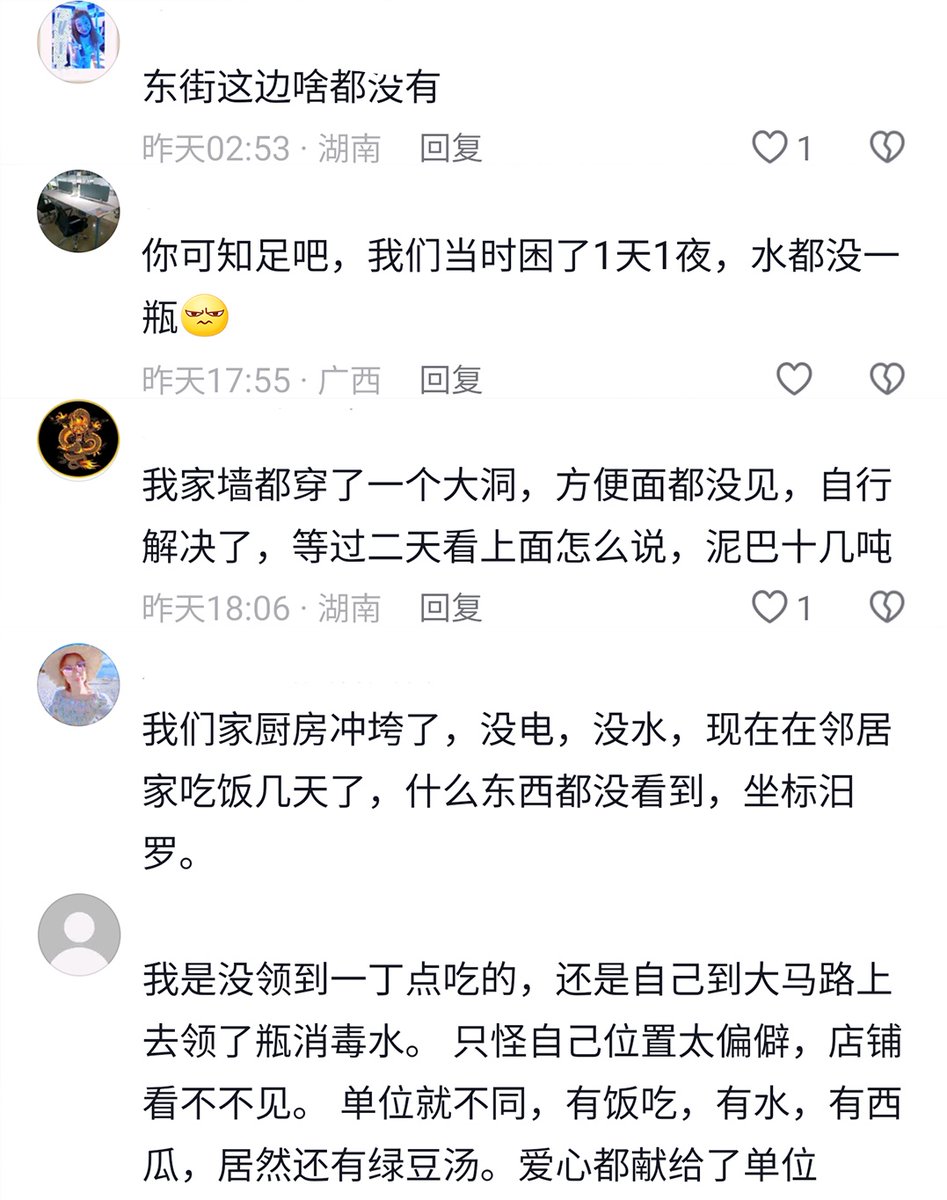 东街这边啥都没有
昨天02:53 · 湖南 回复 1
你可知足吧，我们当时困了1天1夜，水都没一
瓶
昨天17:55 · 广西 回复
我家墙都穿了一个大洞，方便面都没见，自行
解决了，等过二天看上面怎么说，泥巴十几吨
昨天18:06 · 湖南 回复 1
我们家厨房冲垮了，没电，没水，现在在邻居
家吃饭几天了，什么东西都没看到，坐标汨
罗。
我是没领到一丁点吃的，还是自己到大马路上
去领了瓶消毒水。 只怪自己位置太偏僻，店铺
看不不见。 单位就不同，有饭吃，有水，有西
瓜，居然还有绿豆汤。爱心都献给了单位